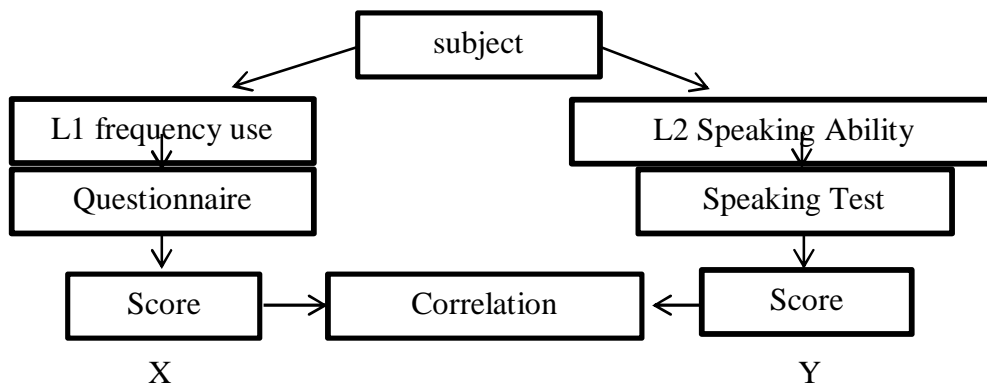 subject
L1 frequency use
L2 Speaking Ability
Questionnaire
Speaking Test
Score
Correlation
Score
X
Y